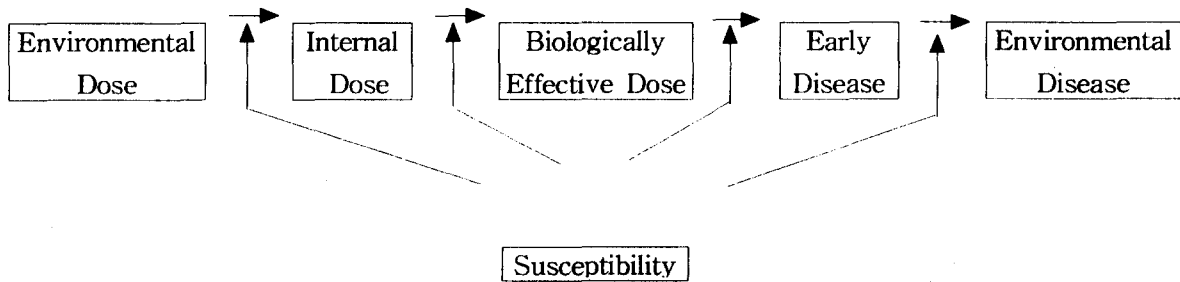 Environmental
Dose
Internal
Dose
Biologically
Effective Dose
Early
Disease
Environmental
Disease
Susceptibility